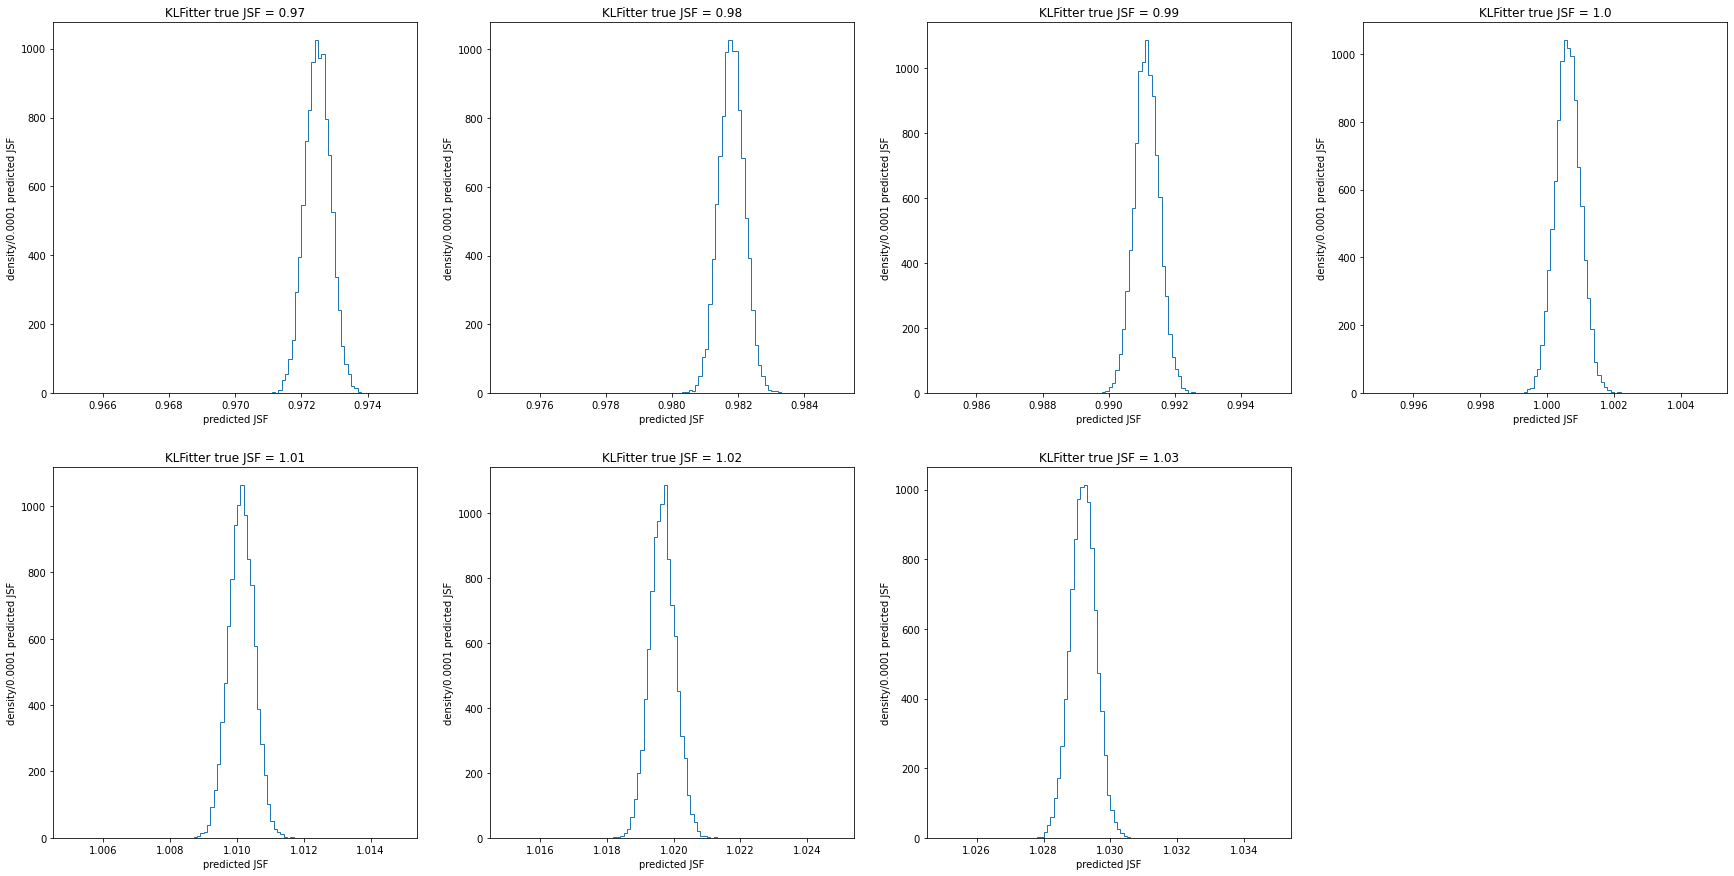 KLFitter true JSF = 0.97
1000
800
600
400
200
0
density/0.0001 predicted JSF
0.966 0.968 0.970 0.972 0.974
predicted JSF
KLFitter true JSF = 0.98
1000
800
600
400
200
0
density/0.0001 predicted JSF
0.976 0.978 0.980 0.982 0.984
predicted JSF
KLFitter true JSF = 0.99
1000
800
600
400
200
0
density/0.0001 predicted JSF
0.986 0.988 0.990 0.992 0.994
predicted JSF
KLFitter true JSF = 1.0
1000
800
600
400
200
0
density/0.0001 predicted JSF
0.996 0.998 1.000 1.002 1.004
predicted JSF
KLFitter true JSF = 1.01
1000
800
600
400
200
0
density/0.0001 predicted JSF
1.006 1.008 1.010 1.012 1.014
predicted JSF
KLFitter true JSF = 1.02
1000
800
600
400
200
0
density/0.0001 predicted JSF
1.016 1.018 1.020 1.022 1.024
predicted JSF
KLFitter true JSF = 1.03
1000
800
600
400
200
0
density/0.0001 predicted JSF
1.026 1.028 1.030 1.032 1.034
predicted JSF